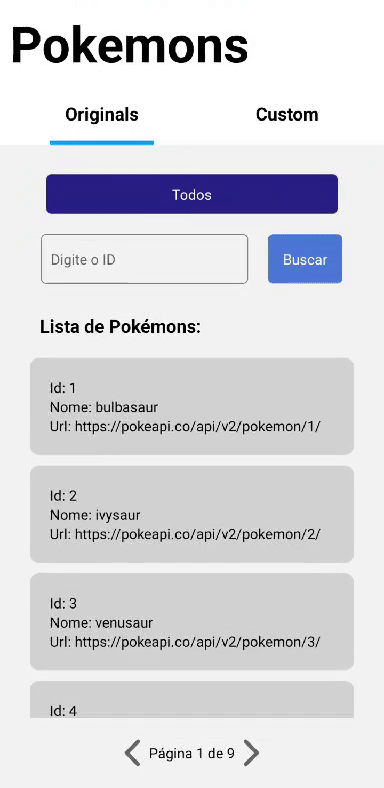 Pokemons
Originals
Custom
Todos
Digite o ID
Buscar
Lista de Pokémons:
Id: 1
Nome: bulbasaur
Url: https://pokeapi.co/api/v2/pokemon/1/
Id: 2
Nome: ivysaur
Url: https://pokeapi.co/api/v2/pokemon/2/
Id: 3
Nome: venusaur
Url: https://pokeapi.co/api/v2/pokemon/3/
Id: 4
Página 1 de 9